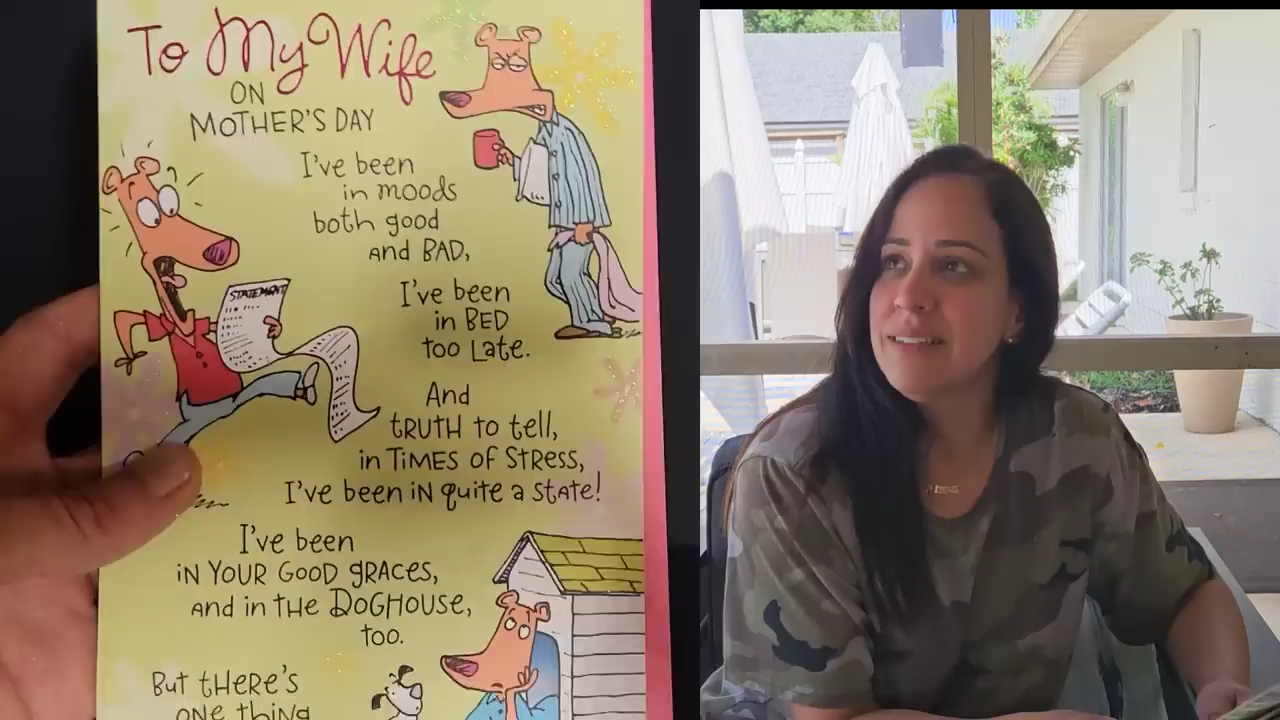 To My Wife
ON
MOTHER'S DAY
I've been
in moods
both good
and BAD,
I've been
in BED
too Late.
STATEMENT
And
tRUTH to tell,
in TiMES of StRESS,
I've been iN quite a StATE!
I've been
iN YOUR GOOD gRACES,
and in tHE DOGHOUSE,
too.
But tHERE's
ONE thing